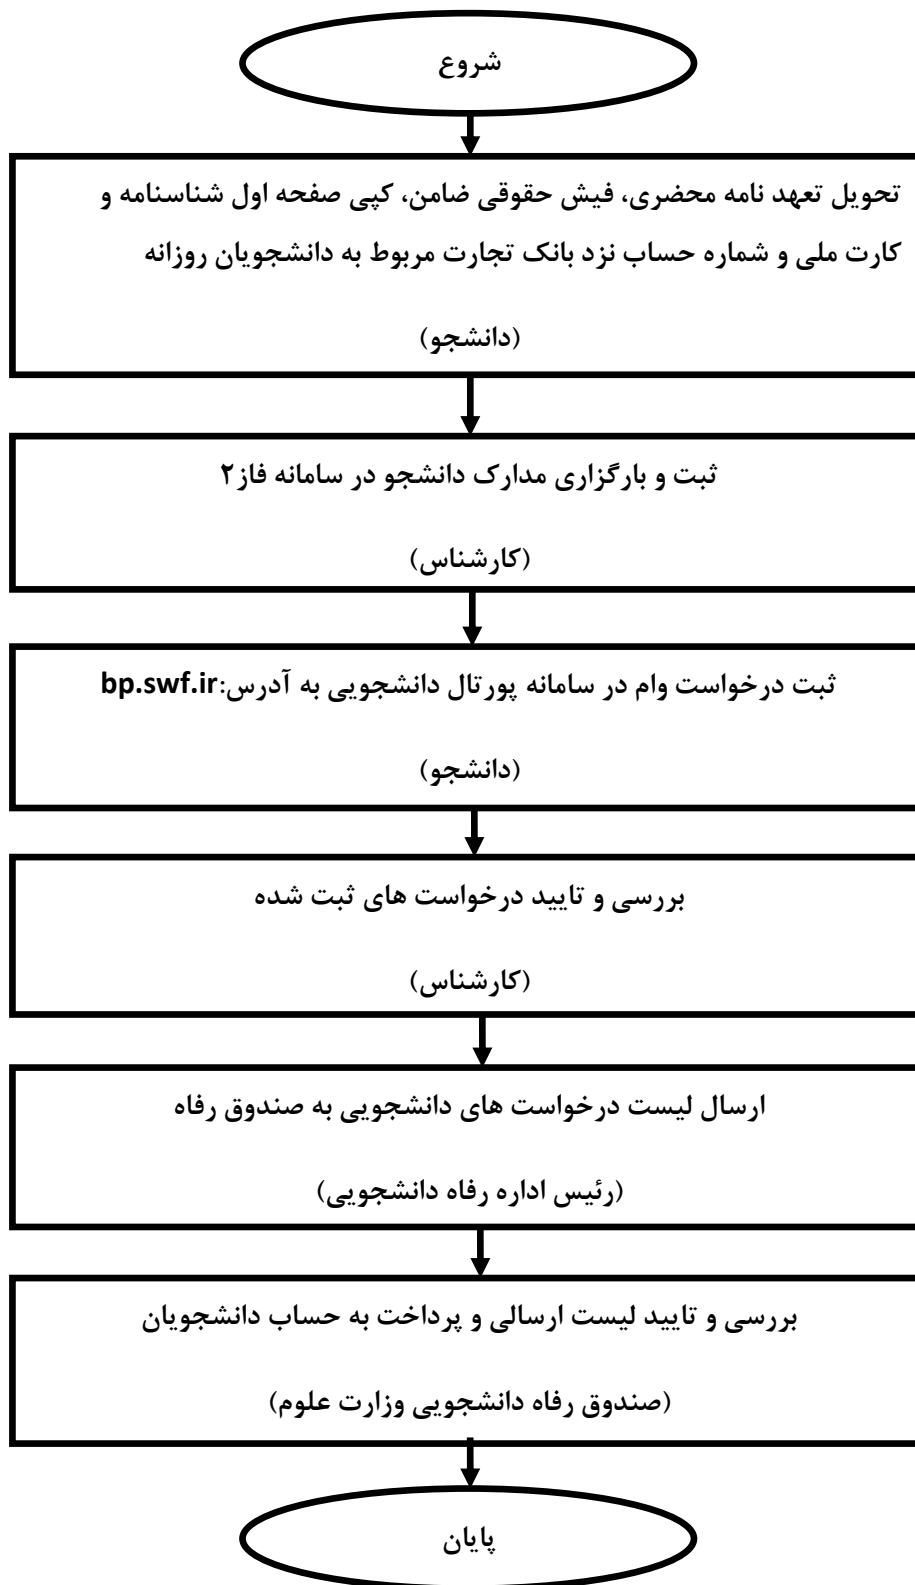 شروع
تحویل تعهد نامه محضری، فیش حقوقی ضامن، کپی صفحه اول شناسنامه و
کارت ملی و شماره حساب نزد بانک تجارت مربوط به دانشجویان روزانه
(دانشجو)
ثبت و بارگزاری مدارک دانشجو در سامانه فاز۲
(کارشناس)
ثبت درخواست وام در سامانه پورتال دانشجویی به آدرس:bp.swf.ir
(دانشجو)
بررسی و تایید درخواست های ثبت شده
(کارشناس)
ارسال لیست درخواست های دانشجویی به صندوق رفاه
(رئیس اداره رفاه دانشجویی)
بررسی و تایید لیست ارسالی و پرداخت به حساب دانشجویان
(صندوق رفاه دانشجویی وزارت علوم)
پایان